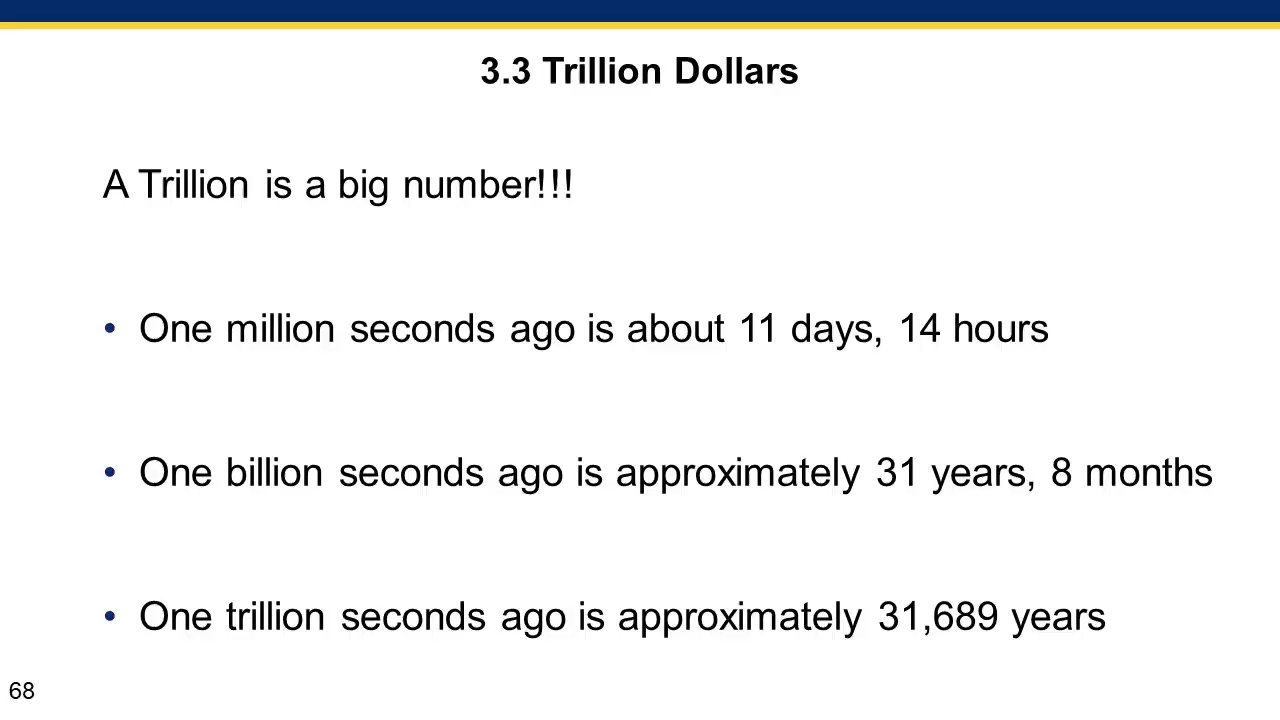 3.3 Trillion Dollars
A Trillion is a big number!!!
• One million seconds ago is about 11 days, 14 hours
• One billion seconds ago is approximately 31 years, 8 months
• One trillion seconds ago is approximately 31,689 years
68